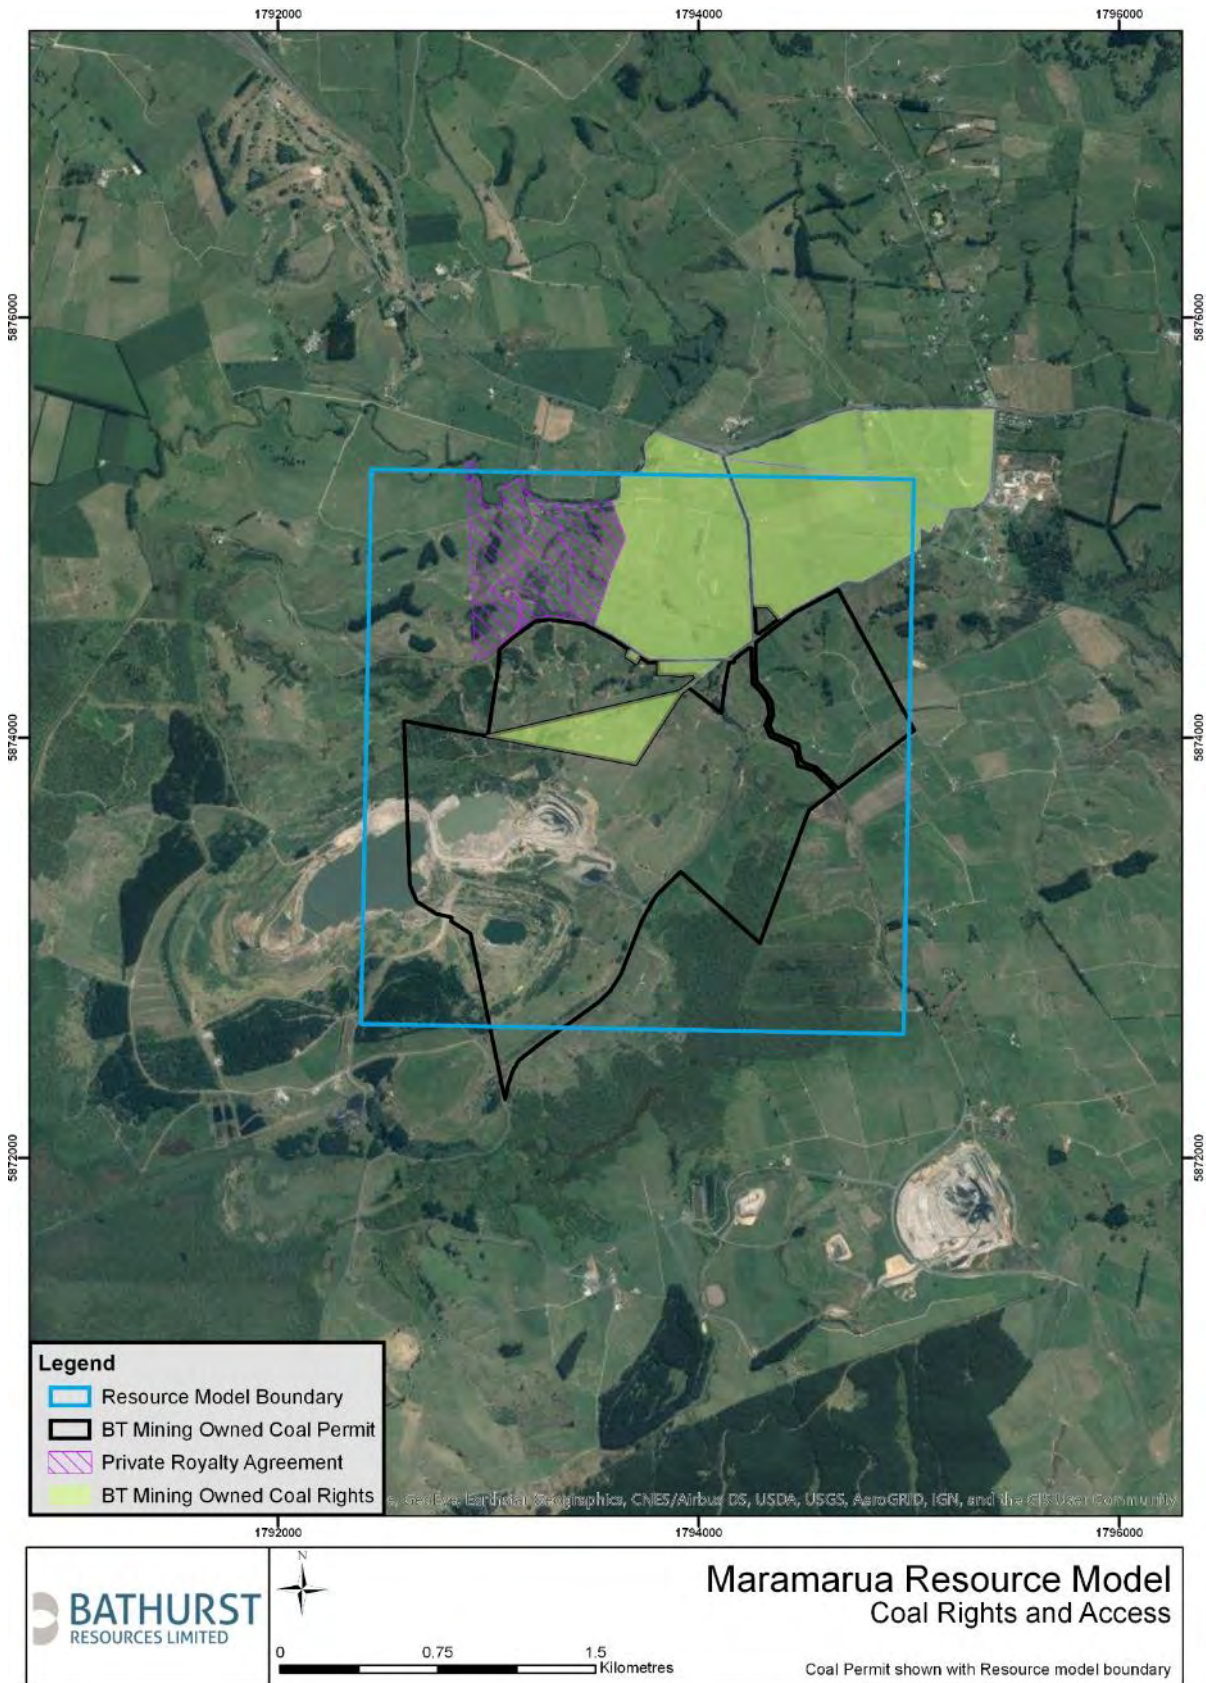 1792000
1794000
1796000
5876000
5876000
5874000
5874000
5872000
5872000
Legend
Resource Model Boundary
BT Mining Owned Coal Permit
Private Royalty Agreement
BT Mining Owned Coal Rights
GeoEye, Earthstar Geographics, CNES/Airbus DS, USDA, USGS, AeroGRID, IGN, and the GIS User Community
1792000
1794000
1796000
BATHURST
RESOURCES LIMITED
N
0 0.75 1.5
Kilometres
Maramarua Resource Model
Coal Rights and Access
Coal Permit shown with Resource model boundary